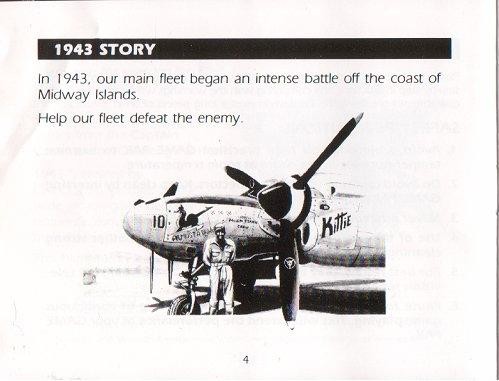 1943 STORY
In 1943, our main fleet began an intense battle off the coast of
Midway Islands.
Help our fleet defeat the enemy.
10
Kittie
4